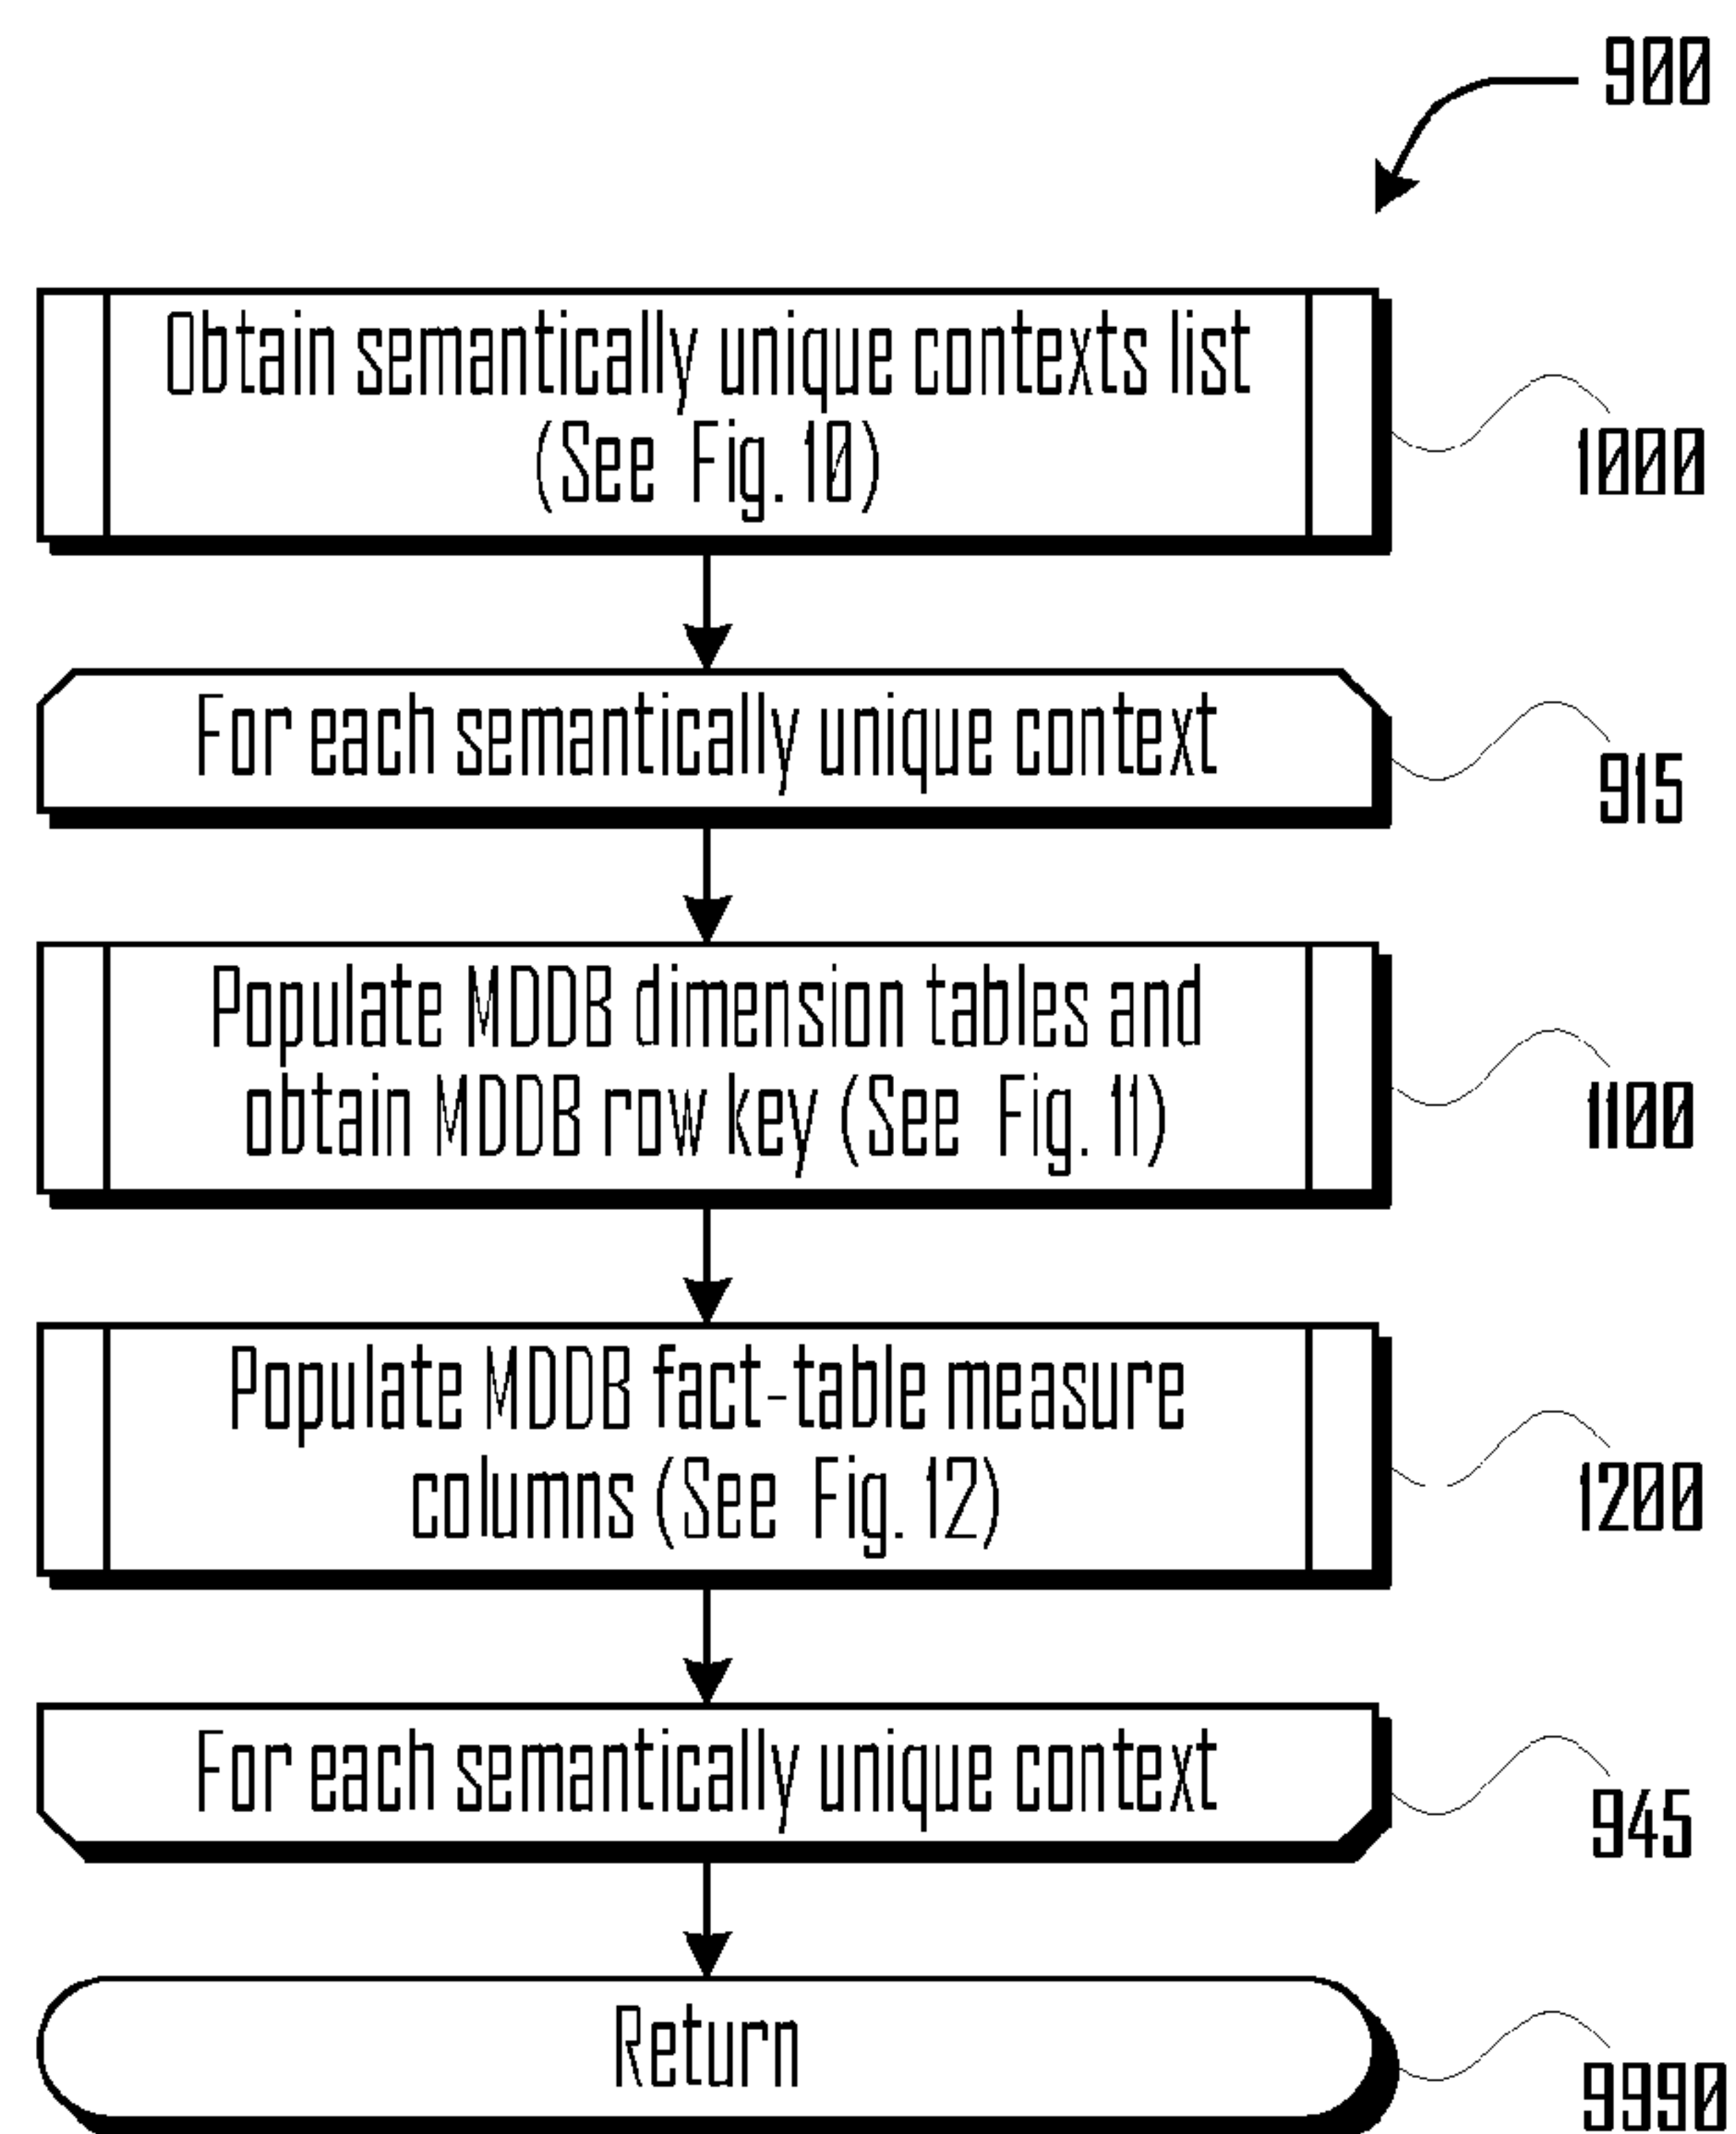 900
Obtain semantically unique contexts list
(See Fig. 10)
1000
For each semantically unique context
915
Populate MDDB dimension tables and
obtain MDDB row key (See Fig. 11)
1100
Populate MDDB fact-table measure
columns (See Fig. 12)
1200
For each semantically unique context
945
Return
9990